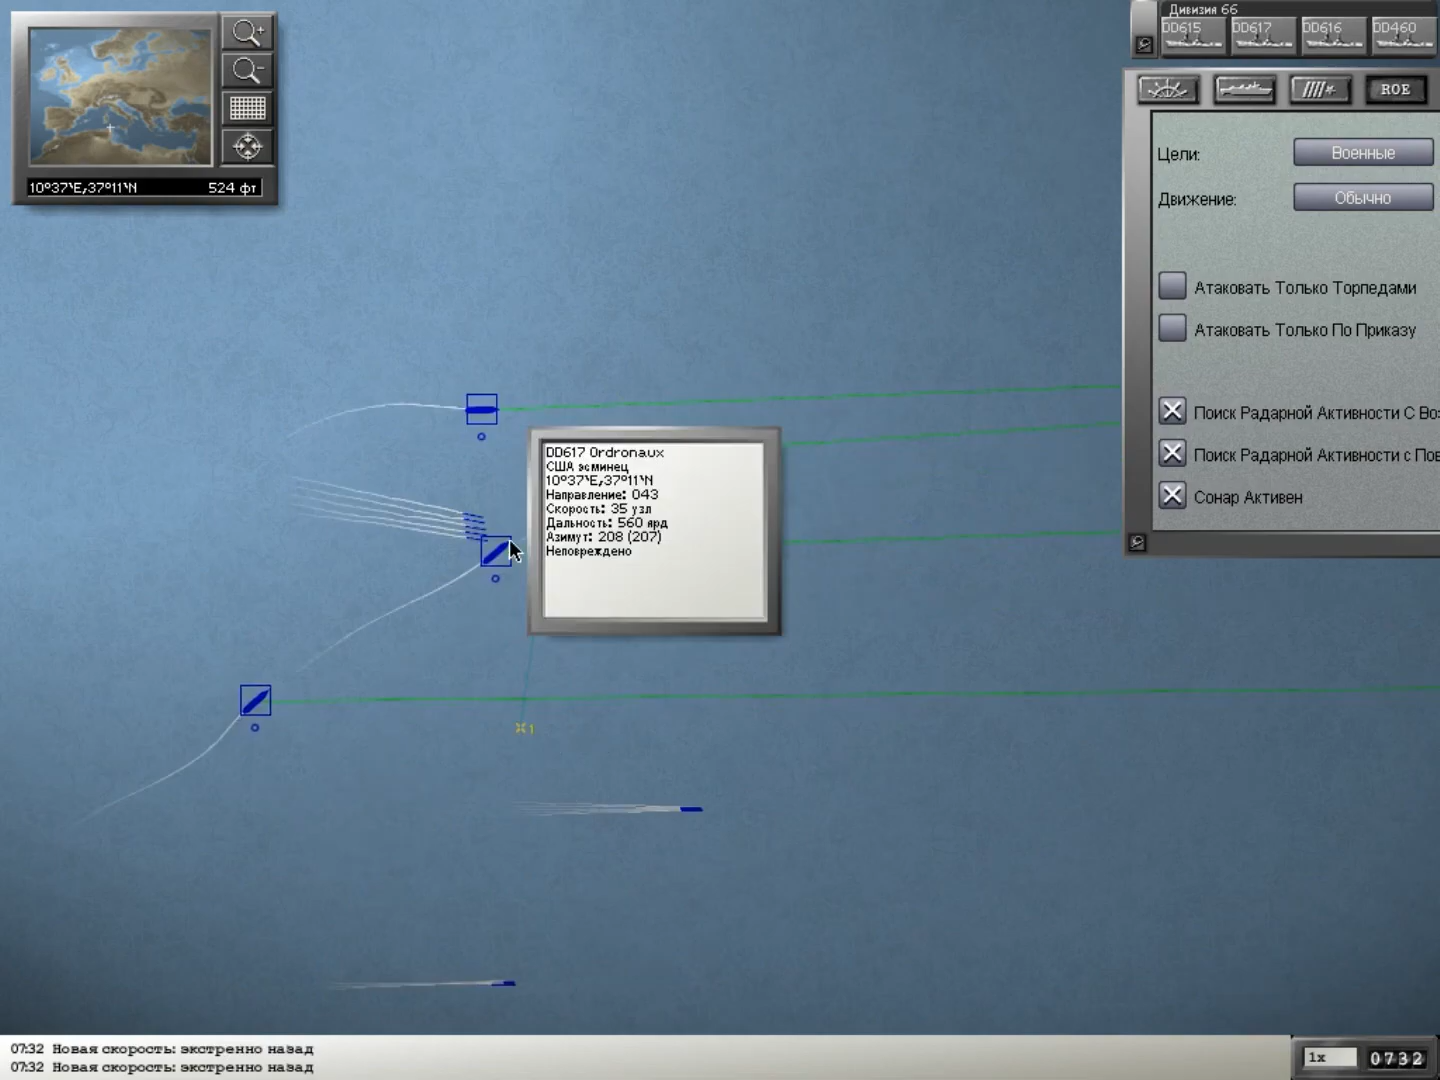 Дивизия 66
DD615 DD617 DD616 DD460
ROE
Цели: Военные
Движение: Обычно
10°37'E,37°11'N 524 фт
Атаковать Только Торпедами
Атаковать Только По Приказу
Поиск Радарной Активности С Воз
Поиск Радарной Активности с Пов
Сонар Активен
DD617 Ordronaux
США эсминец
10°37'E,37°11'N
Направление: 043
Скорость: 35 узл
Дальность: 560 ярд
Азимут: 208 (207)
Неповреждено
1
07:32 Новая скорость: экстренно назад
07:32 Новая скорость: экстренно назад
1x 0732